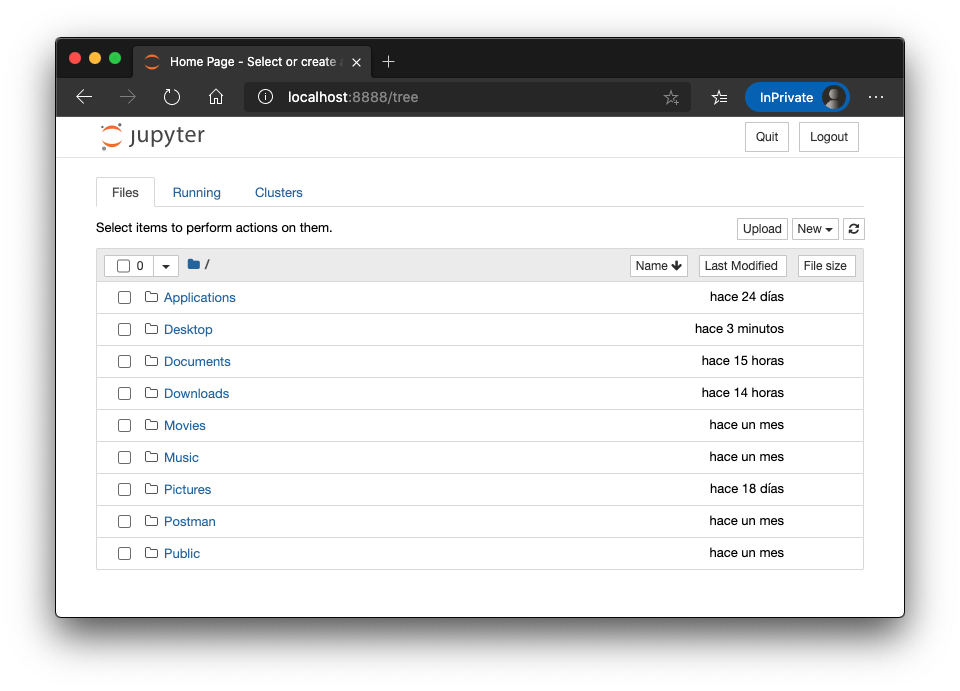 Home Page - Select or create a
localhost:8888/tree
InPrivate
jupyter
Quit
Logout
Files
Running
Clusters
Select items to perform actions on them.
Upload
New
0
/
Name
Last Modified
File size
Applications hace 24 días
Desktop hace 3 minutos
Documents hace 15 horas
Downloads hace 14 horas
Movies hace un mes
Music hace un mes
Pictures hace 18 días
Postman hace un mes
Public hace un mes